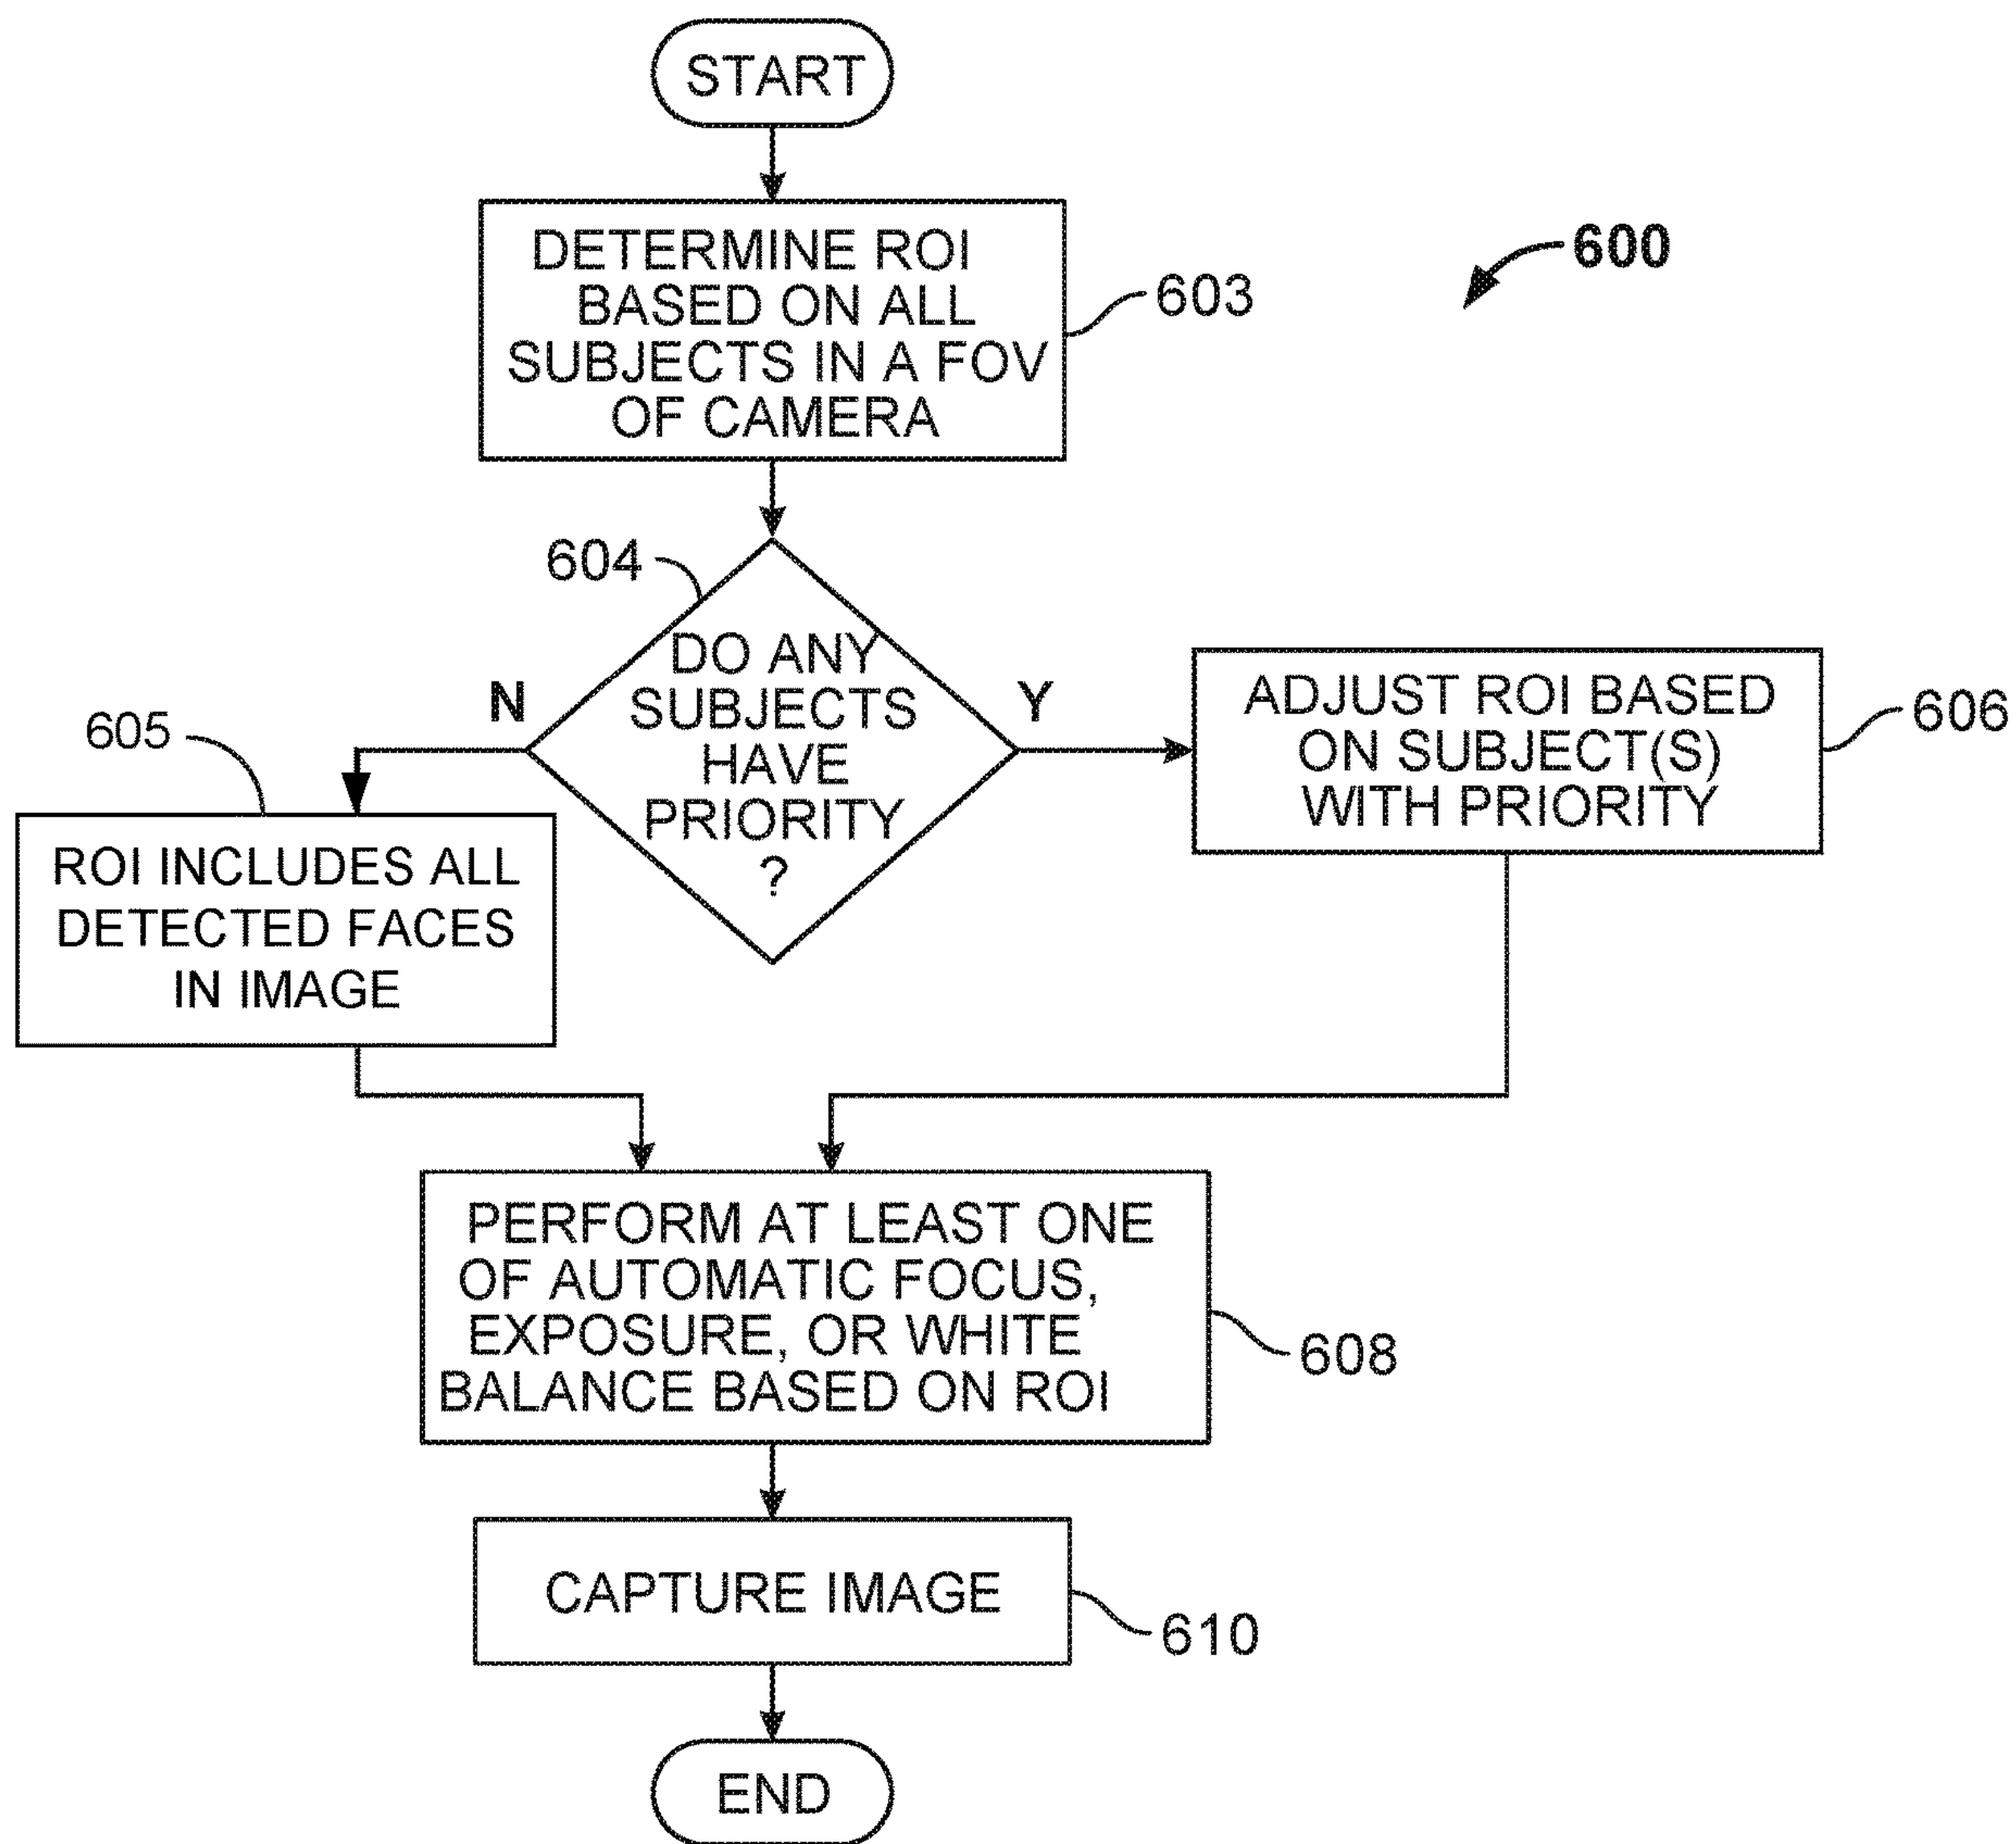 START
DETERMINE ROI
BASED ON ALL
SUBJECTS IN A FOV
OF CAMERA
603
600
604
DO ANY
SUBJECTS
HAVE
PRIORITY
?
N
Y
605
ROI INCLUDES ALL
DETECTED FACES
IN IMAGE
ADJUST ROI BASED
ON SUBJECT(S)
WITH PRIORITY
606
PERFORM AT LEAST ONE
OF AUTOMATIC FOCUS,
EXPOSURE, OR WHITE
BALANCE BASED ON ROI
608
CAPTURE IMAGE
610
END